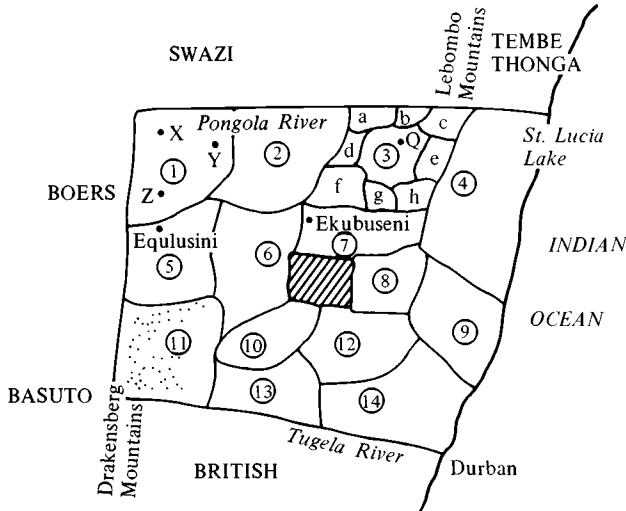 SWAZI
Lebombo
Mountains
TEMBE
THONGA
a
b
c
X
Pongola River
Q
St. Lucia
Lake
Y
d
3
1
2
e
4
BOERS
Z
f
g
h
Equlusini
Ekubuseni
7
INDIAN
5
6
8
OCEAN
11
10
12
9
BASUTO
13
14
Drakensberg
Mountains
Tugela River
BRITISH
Durban